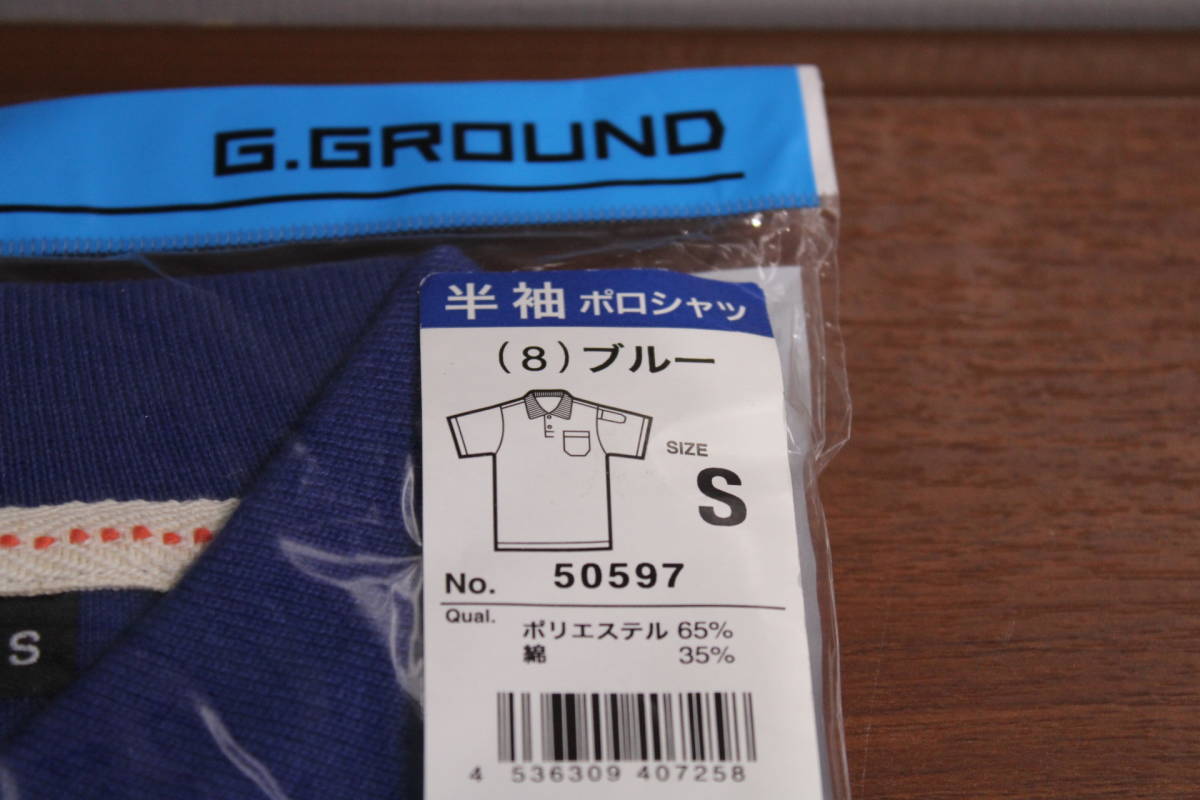 G.GROUND
半袖 ポロシャツ
(8)ブルー
SIZE
S
No. 50597
Qual.
ポリエステル 65%
綿 35%
4 536309 407258
S